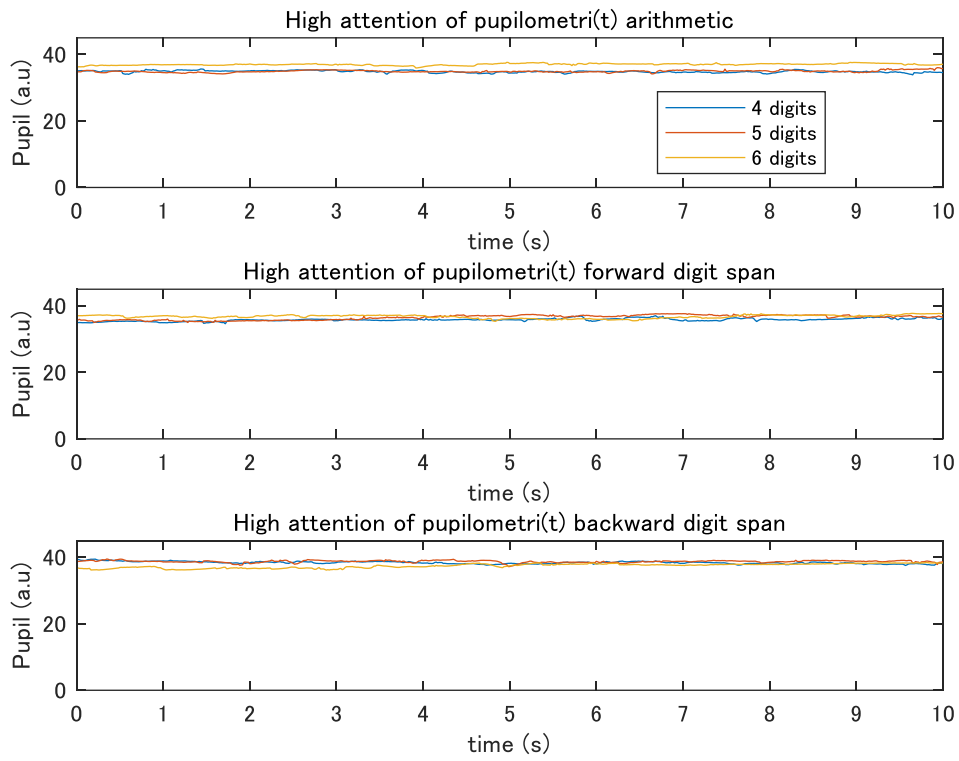 High attention of pupilometri(t) arithmetic
40
20
0
Pupil (a.u)
4 digits
5 digits
6 digits
0 1 2 3 4 5 6 7 8 9 10
time (s)
High attention of pupilometri(t) forward digit span
40
20
0
Pupil (a.u)
0 1 2 3 4 5 6 7 8 9 10
time (s)
High attention of pupilometri(t) backward digit span
40
20
0
Pupil (a.u)
0 1 2 3 4 5 6 7 8 9 10
time (s)